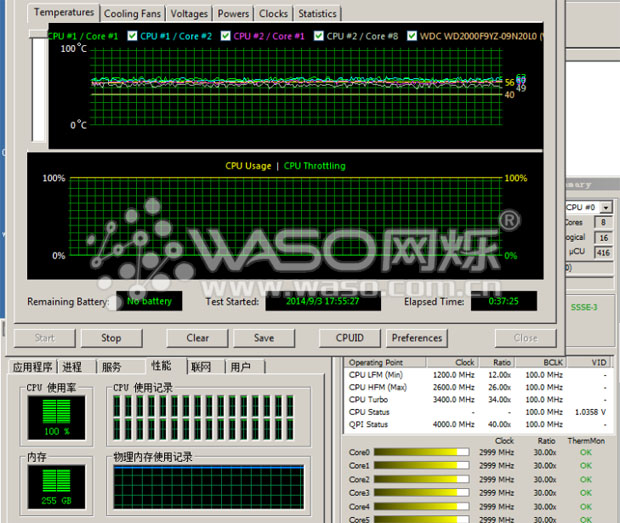 Temperatures Cooling Fans Voltages Powers Clocks Statistics
CPU #1 / Core #1 CPU #1 / Core #2 CPU #2 / Core #1 CPU #2 / Core #8 WDC WD2000F9YZ-09N20L0 (
100°C
56
49
40
0°C
CPU Usage | CPU Throttling
100% 100%
0% 0%
WASO网烁®
www.waso.com.cn
Remaining Battery: No battery Test Started: 2014/9/3 17:55:27 Elapsed Time: 0:37:25
Start Stop Clear Save CPUID Preferences Close
mary
CPU #0
Cores 8
ogical 16
µCU 416
0)
SSSE-3
应用程序 进程 服务 性能 联网 用户
CPU 使用率 CPU 使用记录
100 %
内存 物理内存使用记录
255 GB
Operating Point Clock Ratio BCLK VID
CPU LFM (Min) 1200.0 MHz 12.00x 100.0 MHz -
CPU HFM (Max) 2600.0 MHz 26.00x 100.0 MHz -
CPU Turbo 3400.0 MHz 34.00x 100.0 MHz -
CPU Status - - 100.0 MHz 1.0358 V
QPI Status 4000.0 MHz 40.00x 100.0 MHz -
Clock Ratio ThermMon
Core0 2999 MHz 30.00x OK
Core1 2999 MHz 30.00x OK
Core2 2999 MHz 30.00x OK
Core3 2999 MHz 30.00x OK
Core4 2999 MHz 30.00x OK
Core5 2999 MHz 30.00x OK